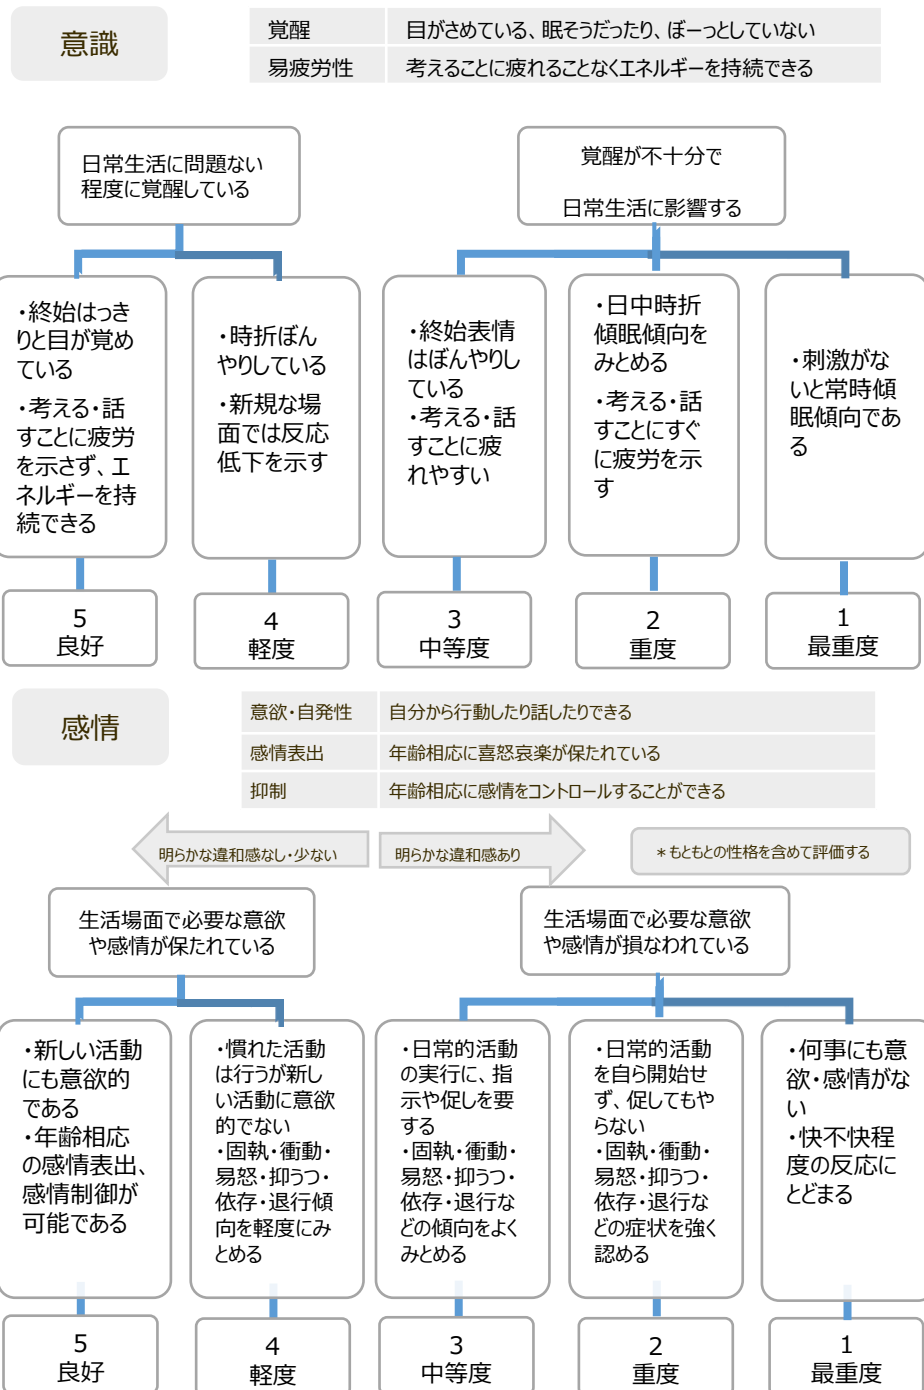 意識
覚醒 目がさめている、眠そうだったり、ぼーっとしていない
易疲労性 考えることに疲れることなくエネルギーを持続できる
日常生活に問題ない
程度に覚醒している
覚醒が不十分で
日常生活に影響する
・終始はっき
りと目が覚め
ている
・考える・話
すことに疲労
を示さず、エ
ネルギーを持
続できる
・時折ぼん
やりしている
・新規な場
面では反応
低下を示す
・終始表情
はぼんやりし
ている
・考える・話
すことに疲
れやすい
・日中時折
傾眠傾向を
みとめる
・考える・話
すことにすぐ
に疲労を示
す
・刺激がな
いと常時傾
眠傾向であ
る
5
良好
4
軽度
3
中等度
2
重度
1
最重度
感情
意欲・自発性 自分から行動したり話したりできる
感情表出 年齢相応に喜怒哀楽が保たれている
抑制 年齢相応に感情をコントロールすることができる
明らかな違和感なし・少ない
明らかな違和感あり
＊もともとの性格を含めて評価する
生活場面で必要な意欲
や感情が保たれている
生活場面で必要な意欲
や感情が損なわれている
・新しい活動
にも意欲的
である
・年齢相応
の感情表出、
感情制御が
可能である
・慣れた活動
は行うが新し
い活動に意欲
的でない
・固執・衝動・
易怒・抑うつ・
依存・退行傾
向を軽度にみ
とめる
・日常的活動
の実行に、指
示や促しを要
する
・固執・衝動・
易怒・抑うつ・
依存・退行な
どの傾向をよく
みとめる
・日常的活動
を自ら開始せ
ず、促してもや
らない
・固執・衝動・
易怒・抑うつ・
依存・退行な
どの症状を強く
認める
・何事にも意
欲・感情がな
い
・快不快程
度の反応に
とどまる
5
良好
4
軽度
3
中等度
2
重度
1
最重度